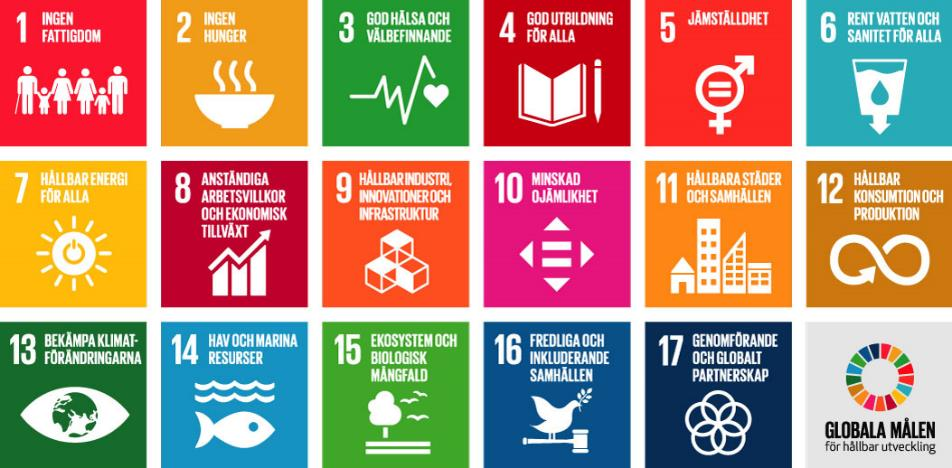 1 INGEN
FATTIGDOM
2 INGEN
HUNGER
3 GOD HÄLSA OCH
VÄLBEFINNANDE
4 GOD UTBILDNING
FÖR ALLA
5 JÄMSTÄLLDHET
6 RENT VATTEN OCH
SANITET FÖR ALLA
7 HÅLLBAR ENERGI
FÖR ALLA
8 ANSTÄNDIGA
ARBETSVILLKOR
OCH EKONOMISK
TILLVÄXT
9 HÅLLBAR INDUSTRI,
INNOVATIONER OCH
INFRASTRUKTUR
10 MINSKAD
OJÄMLIKHET
11 HÅLLBARA STÄDER
OCH SAMHÄLLEN
12 HÅLLBAR
KONSUMTION OCH
PRODUKTION
13 BEKÄMPA KLIMAT-
FÖRÄNDRINGARNA
14 HAV OCH MARINA
RESURSER
15 EKOSYSTEM OCH
BIOLOGISK
MÅNGFALD
16 FREDLIGA OCH
INKLUDERANDE
SAMHÄLLEN
17 GENOMFÖRANDE
OCH GLOBALT
PARTNERSKAP
GLOBALA MÅLEN
för hållbar utveckling